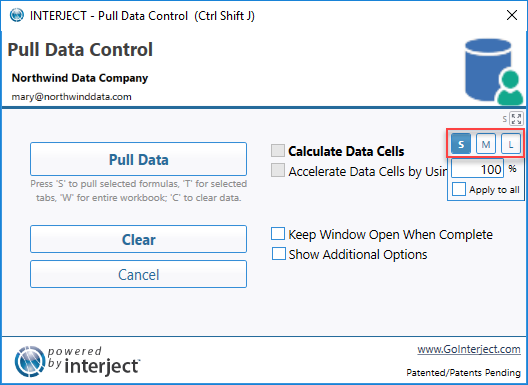 INTERJECT - Pull Data Control (Ctrl Shift J)
Pull Data Control
Northwind Data Company
mary@northwinddata.com
S
S M L
Pull Data
Calculate Data Cells
Accelerate Data Cells by Usin
100 %
Press 'S' to pull selected formulas, 'T' for selected
tabs, 'W' for entire workbook; 'C' to clear data.
Apply to all
Clear
Keep Window Open When Complete
Show Additional Options
Cancel
powered
by interject™
www.GoInterject.com
Patented/Patents Pending